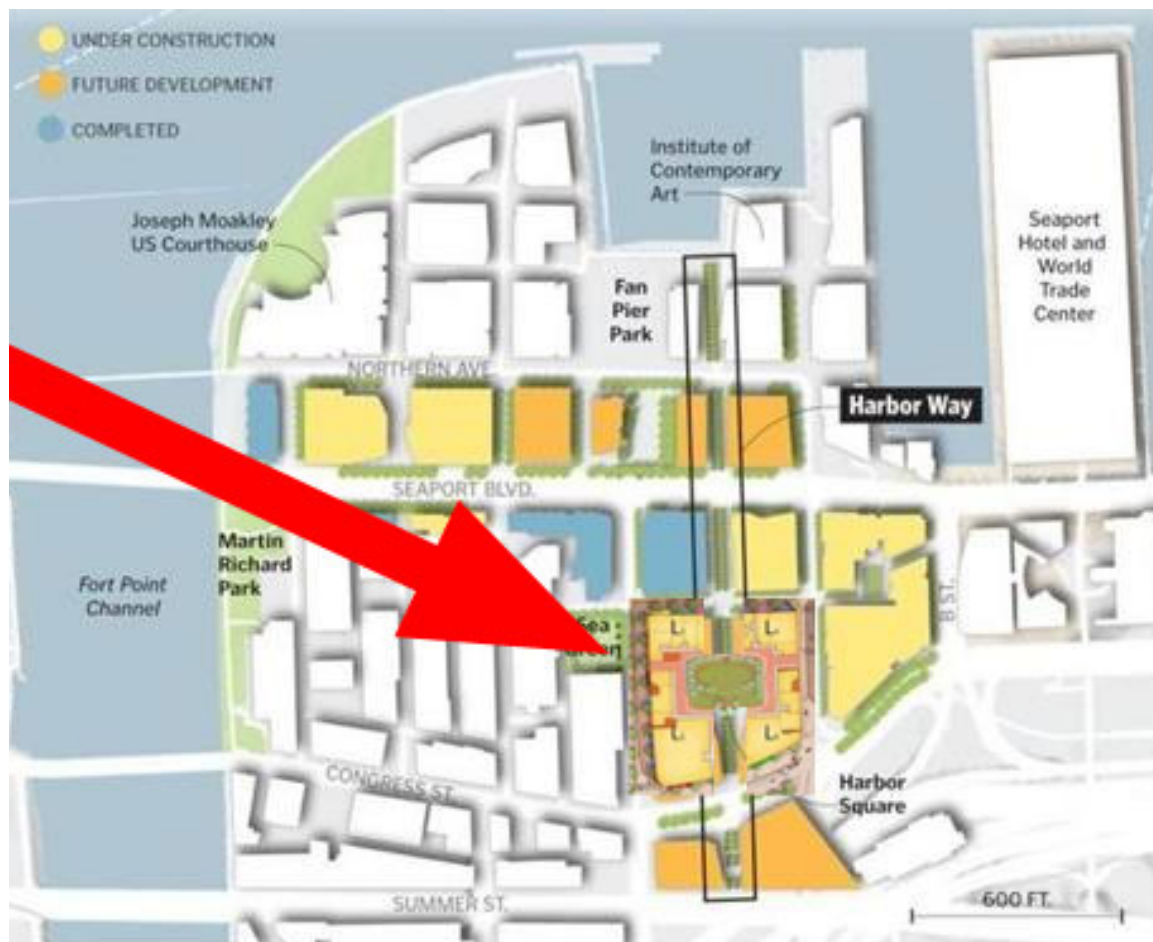 UNDER CONSTRUCTION
FUTURE DEVELOPMENT
COMPLETED
Institute of
Contemporary
Art
Joseph Moakley
US Courthouse
Seaport
Hotel and
World
Trade
Center
Fan
Pier
Park
NORTHERN AVE
Harbor Way
SEAPORT BLVD.
Martin
Richard
Park
Fort Point
Channel
B ST.
Sea
Green
L.
L.
L.
L.
CONGRESS ST.
Harbor
Square
SUMMER ST.
600 FT.